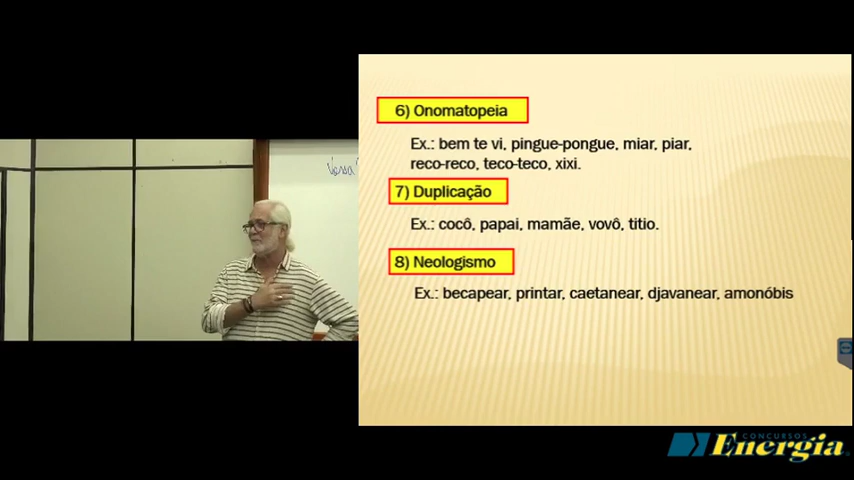 Vossa
6) Onomatopeia
Ex.: bem te vi, pingue-pongue, miar, piar,
reco-reco, teco-teco, xixi.
7) Duplicação
Ex.: cocô, papai, mamãe, vovô, titio.
8) Neologismo
Ex.: becapear, printar, caetanear, djavanear, amonóbis
CONCURSOS
Energia